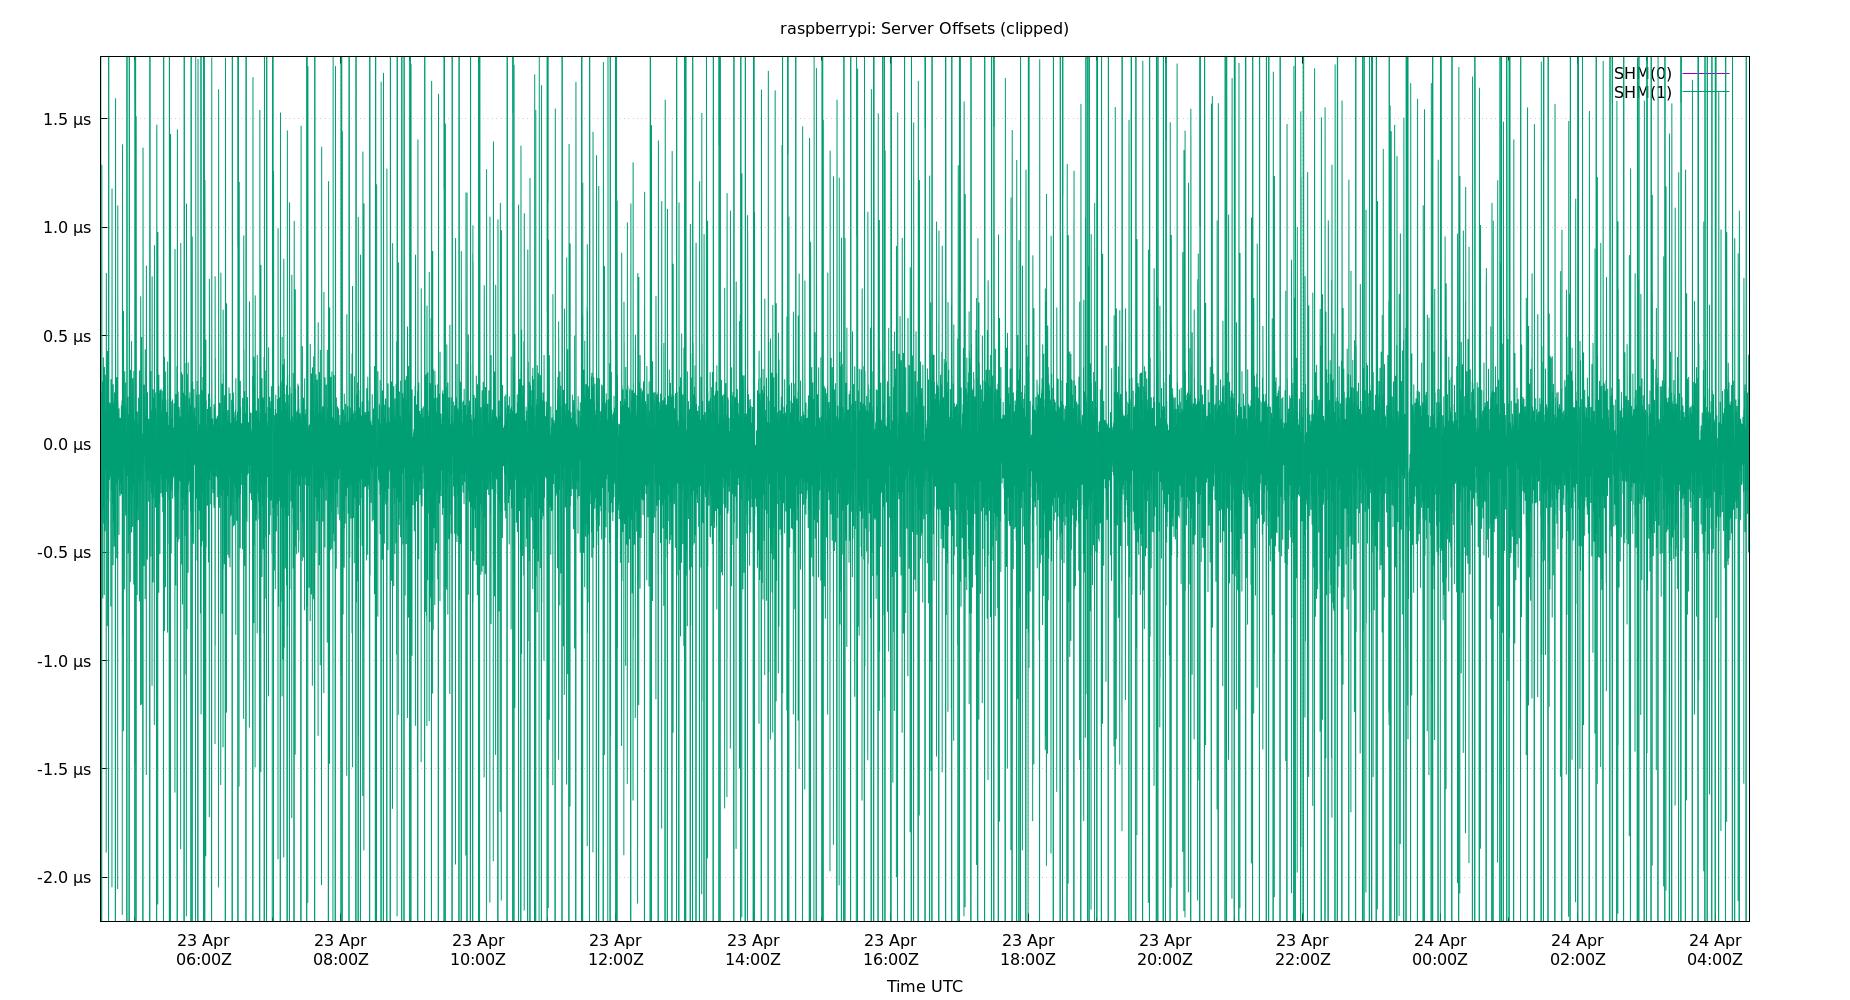 raspberrypi: Server Offsets (clipped)
SHM(0)
SHM(1)
1.5 µs
1.0 µs
0.5 µs
0.0 µs
-0.5 µs
-1.0 µs
-1.5 µs
-2.0 µs
23 Apr 23 Apr 23 Apr 23 Apr 23 Apr 23 Apr 23 Apr 23 Apr 23 Apr 24 Apr 24 Apr 24 Apr
06:00Z 08:00Z 10:00Z 12:00Z 14:00Z 16:00Z 18:00Z 20:00Z 22:00Z 00:00Z 02:00Z 04:00Z
Time UTC